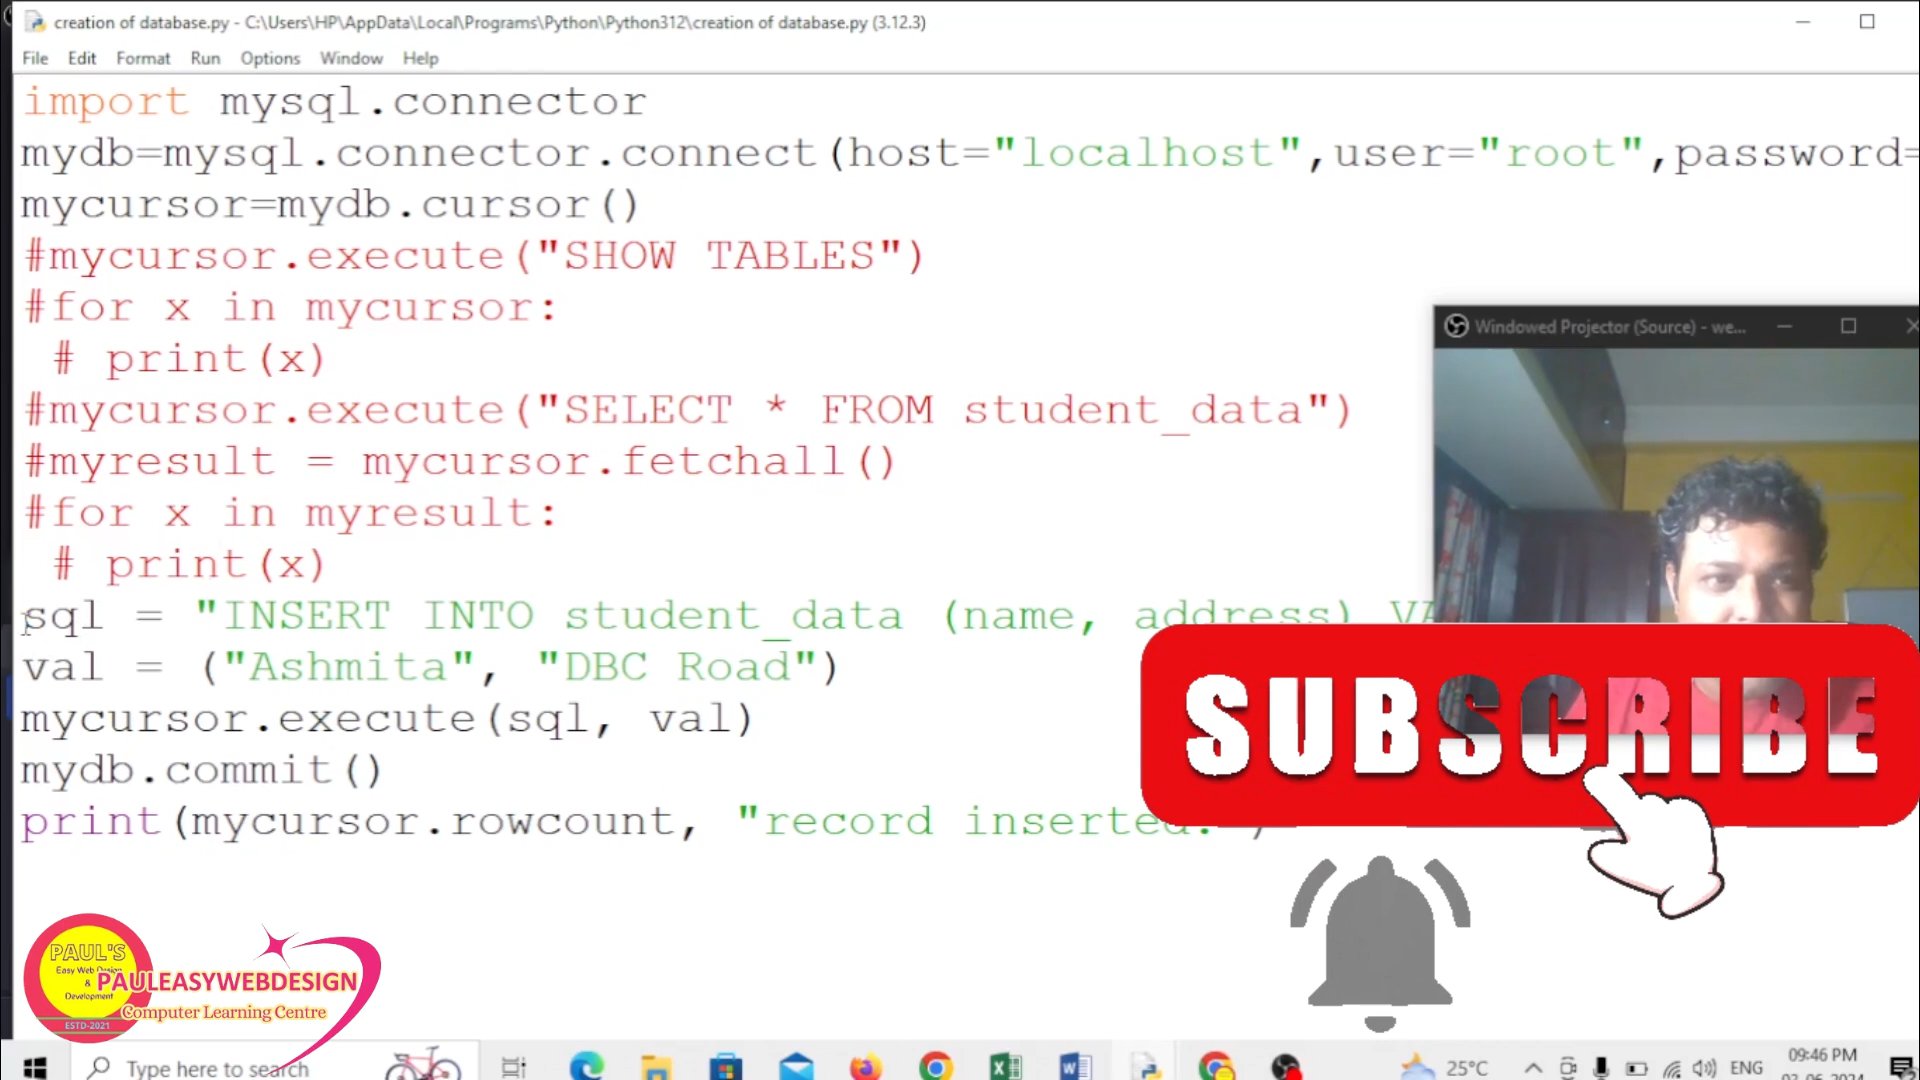 creation of database.py - C:\Users\HP\AppData\Local\Programs\Python\Python312\creation of database.py (3.12.3)
File Edit Format Run Options Window Help
import mysql.connector
mydb=mysql.connector.connect(host="localhost",user="root",password=
mycursor=mydb.cursor()
#mycursor.execute("SHOW TABLES")
#for x in mycursor:
# print(x)
#mycursor.execute("SELECT * FROM student_data")
#myresult = mycursor.fetchall()
#for x in myresult:
# print(x)
sql = "INSERT INTO student_data (name, address)
val = ("Ashmita", "DBC Road")
mycursor.execute(sql, val)
mydb.commit()
print(mycursor.rowcount, "record inserted.
Windowed Projector (Source) - we...
SUBSCRIBE
PAUL'S
Easy Web Design
&
Development
ESTD-2021
PAULEASYWEBDESIGN
Computer Learning Centre
Type here to search
25°C
ENG
09:46 PM